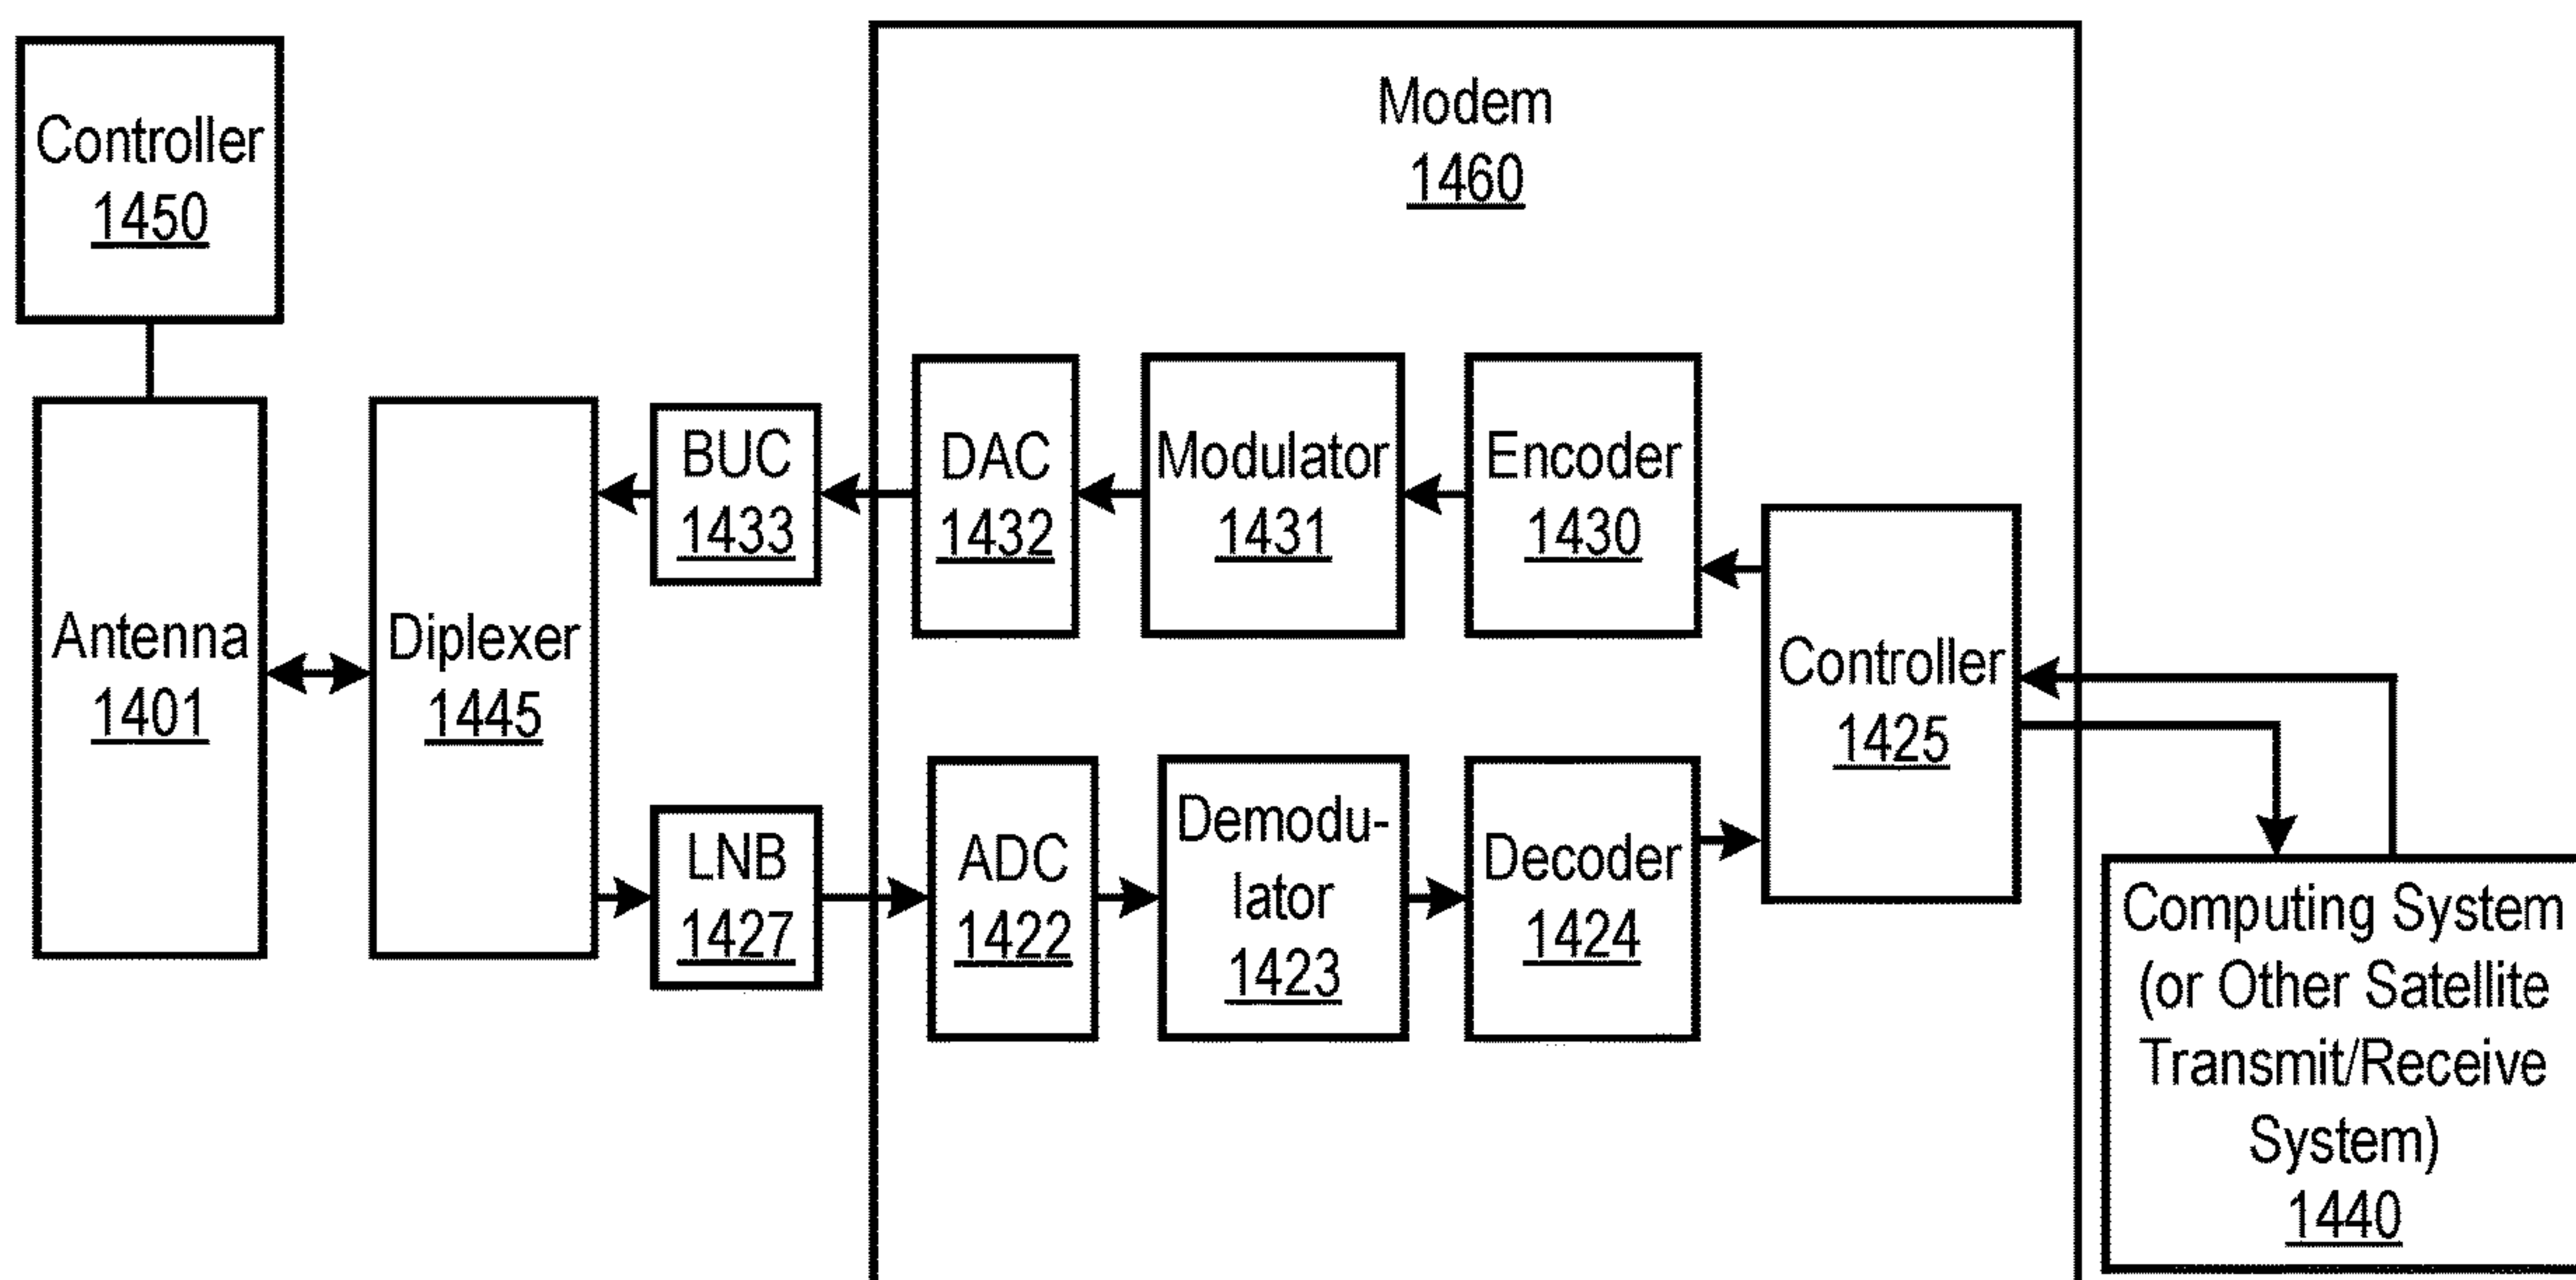 Controller
1450
Modem
1460
Antenna
1401
Diplexer
1445
BUC
1433
DAC
1432
Modulator
1431
Encoder
1430
Controller
1425
LNB
1427
ADC
1422
Demodu-
lator
1423
Decoder
1424
Computing System
(or Other Satellite
Transmit/Receive
System)
1440